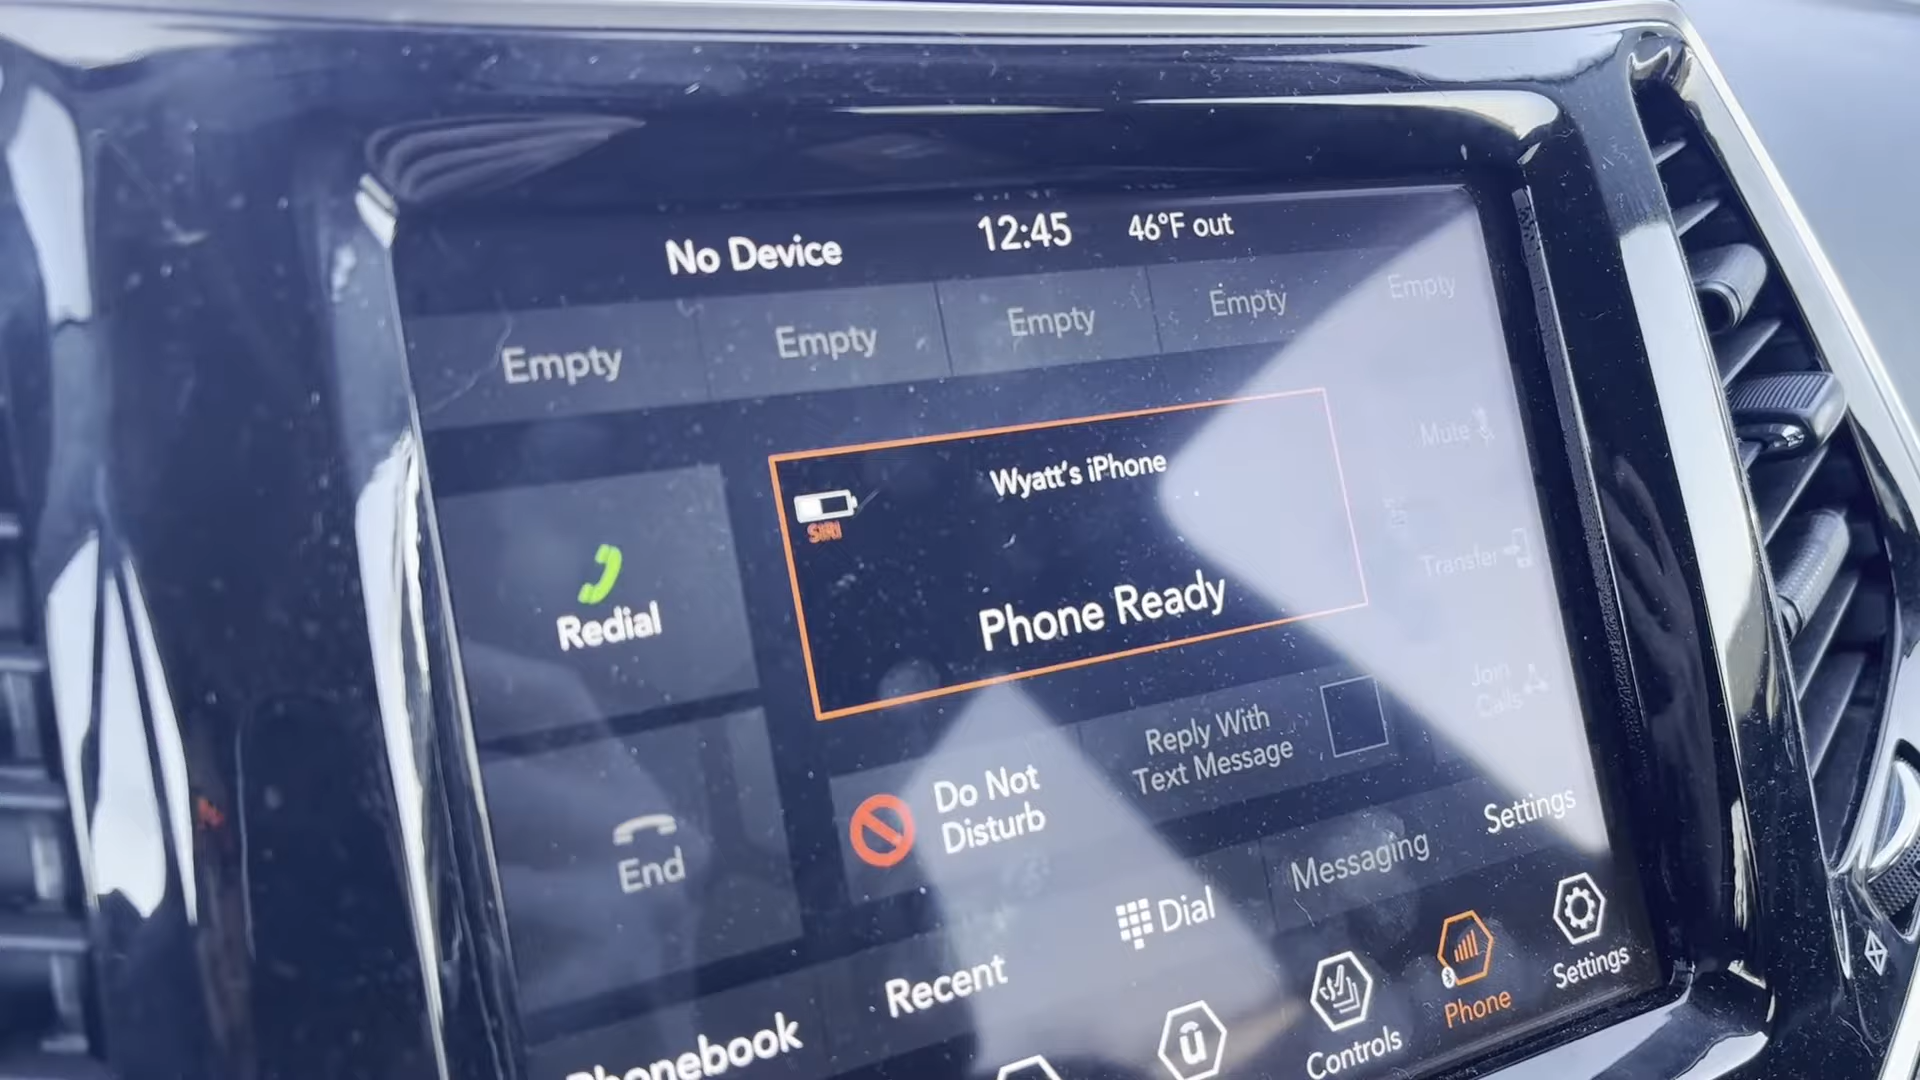 No Device 12:45 46°F out
Empty Empty Empty Empty Empty
Wyatt's iPhone
SIRI
Phone Ready
Mute
Transfer
Join
Calls
Redial
End
Do Not
Disturb
Reply With
Text Message
Phonebook Recent Dial Messaging Settings
Controls Phone Settings